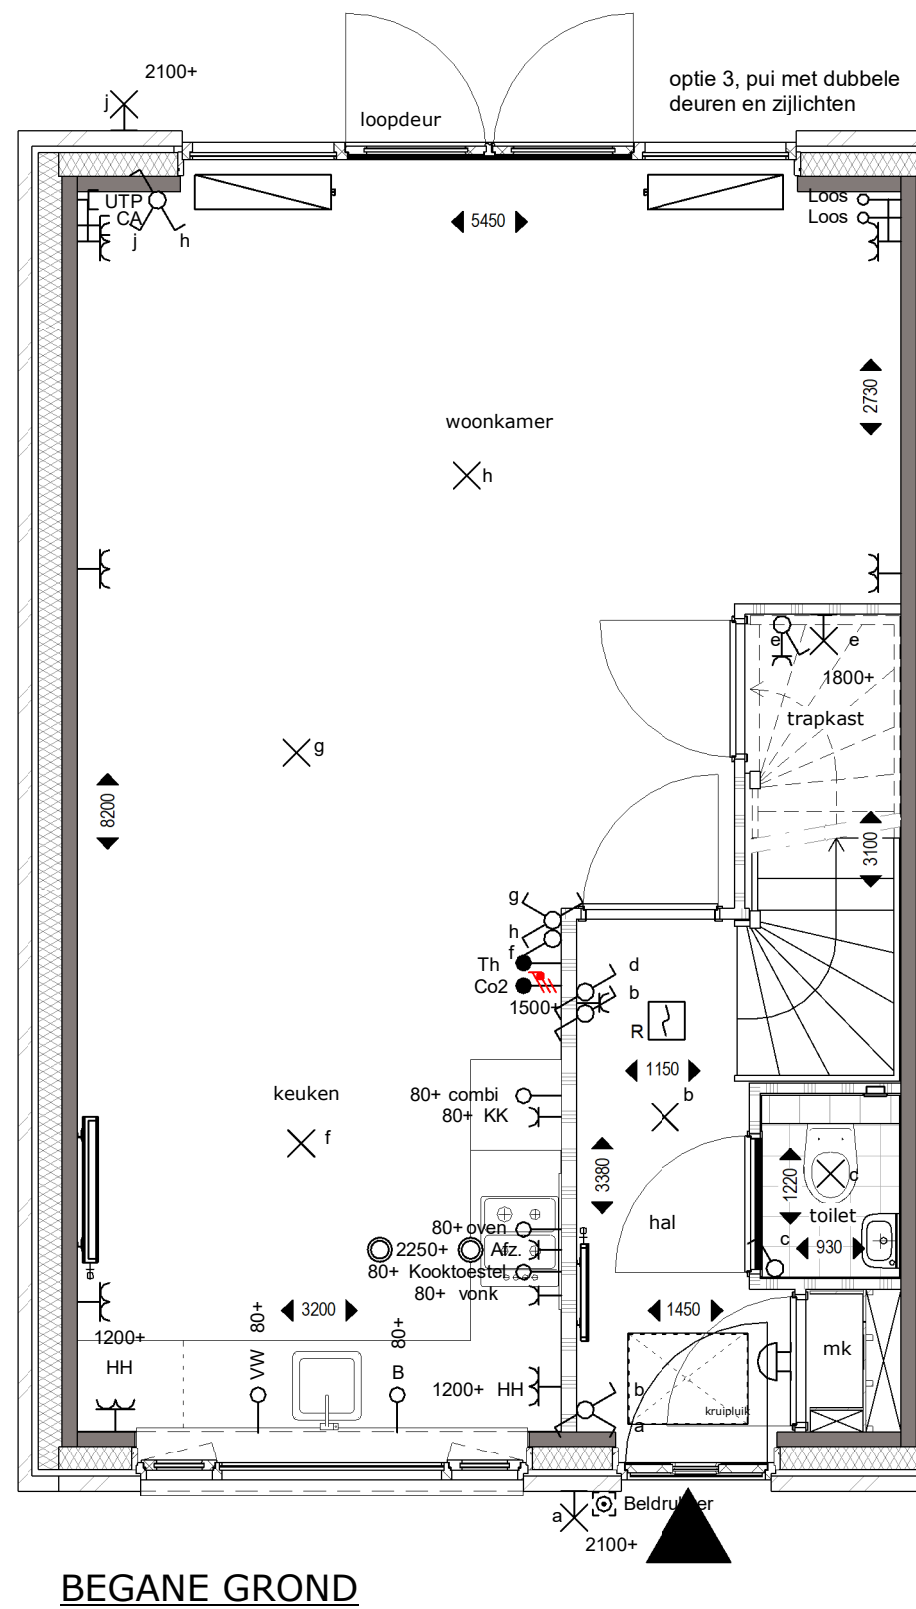 2100+
j
optie 3, pui met dubbele
deuren en zijlichten
loopdeur
UTP
CA
j
h
5450
Loos
Loos
2730
woonkamer
h
e
e
1800+
trapkast
g
8200
3100
g
h
f
Th
Co2
1500+
d
b
R
1150
keuken
80+ combi
80+ KK
b
f
3380
1220
c
toilet
hal
80+ oven
c
930
2250+ Afz.
80+ Kooktoestel
80+ vonk
3200
80+
80+
1450
1200+
HH
mk
VW
B
1200+ HH
b
kruipluik
a
a
Beldrukker
2100+
BEGANE GROND